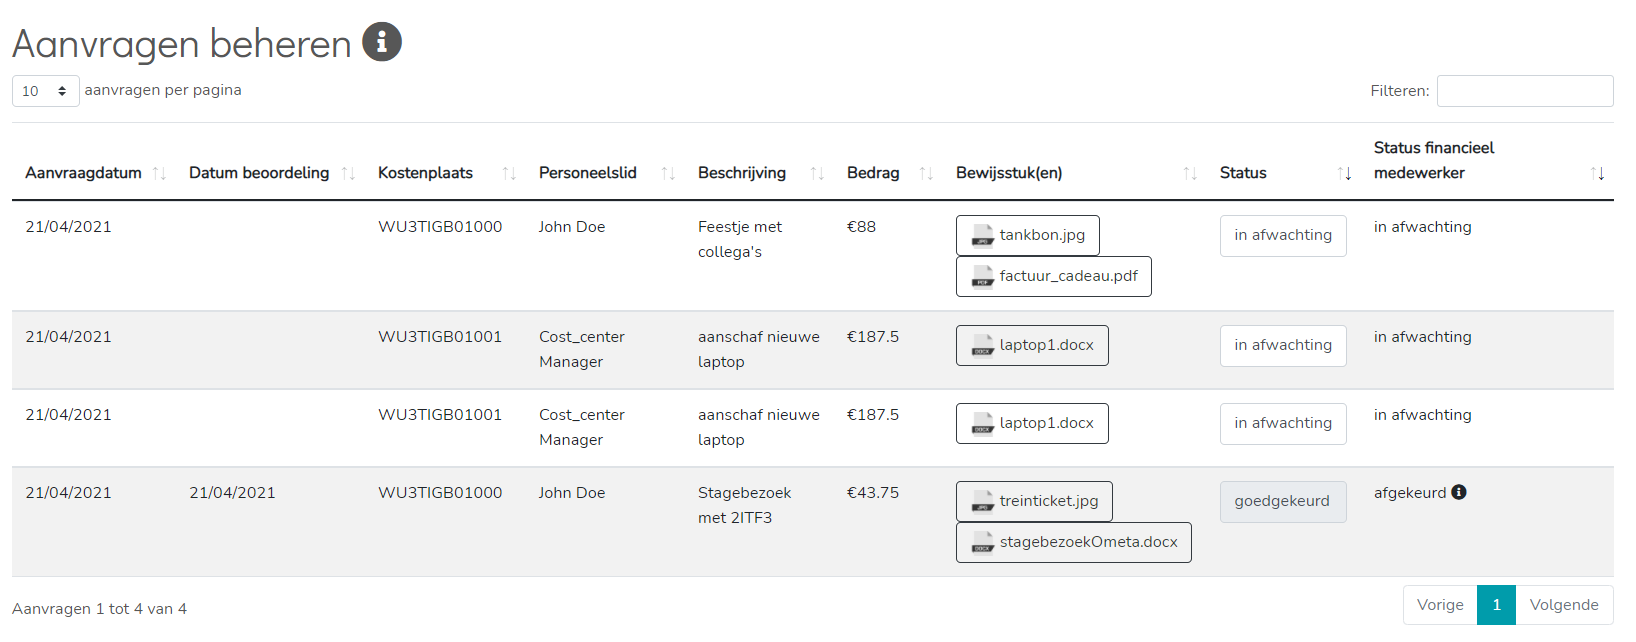 Aanvragen beheren
10 aanvragen per pagina
Filteren:
Aanvraagdatum Datum beoordeling Kostenplaats Personeelslid Beschrijving Bedrag Bewijsstuk(en) Status Status financieel
medewerker
21/04/2021 WU3TIGB01000 John Doe Feestje met €88 tankbon.jpg in afwachting in afwachting
collega's factuur_cadeau.pdf
21/04/2021 WU3TIGB01001 Cost_center aanschaf nieuwe €187.5 laptop1.docx in afwachting in afwachting
Manager laptop
21/04/2021 WU3TIGB01001 Cost_center aanschaf nieuwe €187.5 laptop1.docx in afwachting in afwachting
Manager laptop
21/04/2021 21/04/2021 WU3TIGB01000 John Doe Stagebezoek €43.75 treinticket.jpg goedgekeurd afgekeurd
met 2ITF3 stagebezoekOmeta.docx
Aanvragen 1 tot 4 van 4
Vorige 1 Volgende